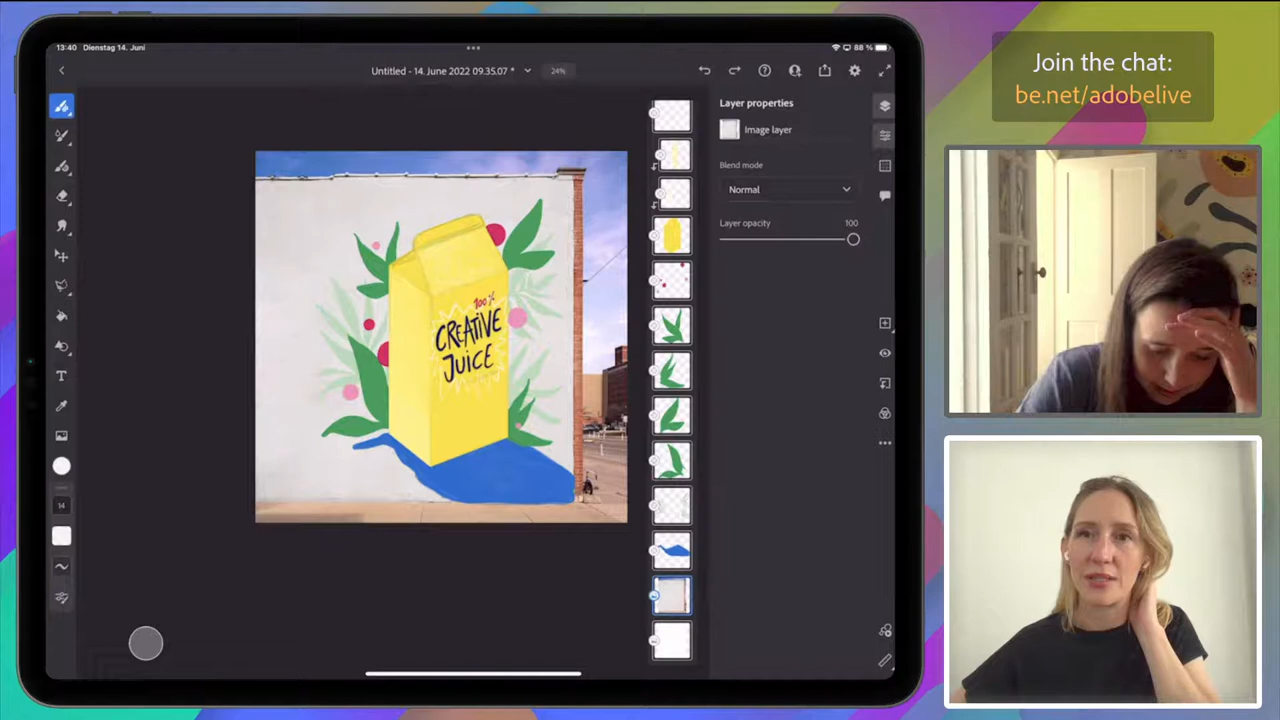 Join the chat:
be.net/adobelive
13:40 Dienstag 14. Juni
88 %
Untitled - 14. June 2022 09.35.07 *
24%
Layer properties
Image layer
Blend mode
Normal
Layer opacity 100
100%
CREATIVE
JUICE
T
14